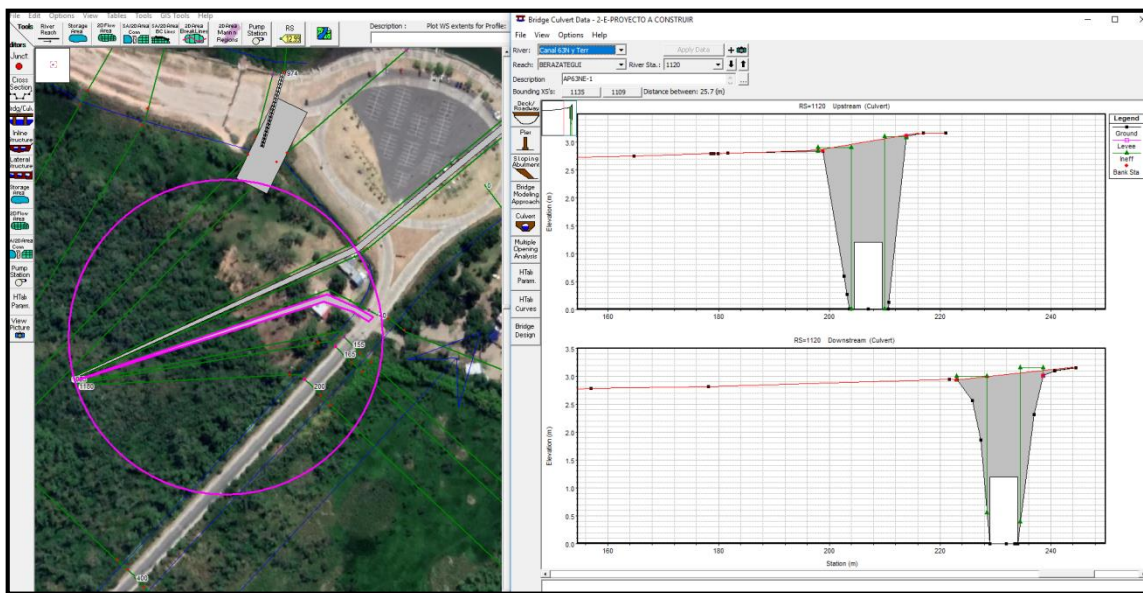 File Edit Options View Tables Tools GIS Tools Help
Tools
River
Reach
Storage
Area
2D Flow
Area
SA/2D Area
Conn
SA/2D Area
BC Lines
2D Area
BreakLines
2D Area
Mann n
Regions
Pump
Station
RS
Description :
Plot WS extents for Profile:
Editors
Junct.
Cross
Section
Inline
Structure
Lateral
Structure
Storage
Area
2D Flow
Area
SA/2D Area
Conn
Pump
Station
HTab
Param.
View
Picture
974
1180
155
165
200
400
Bridge Culvert Data - 2-E-PROYECTO A CONSTRUIR
File View Options Help
River: Canal 63N y Terr
Apply Data
Reach: BERAZATEGUI
River Sta.: 1120
Description AP63NE-1
...
Bounding XS's: 1135 1109 Distance between: 25.7 (m)
Deck/
Roadway
Pier
Sloping
Abutment
Bridge
Modeling
Approach
Culvert
Multiple
Opening
Analysis
HTab
Param.
HTab
Curves
Bridge
Design
RS=1120 Upstream (Culvert)
Elevation (m)
3.0
2.5
2.0
1.5
1.0
0.5
0.0
160 180 200 220 240
Legend
Ground
Levee
Ineff
Bank Sta
RS=1120 Downstream (Culvert)
Elevation (m)
3.5
3.0
2.5
2.0
1.5
1.0
0.5
0.0
160 180 200 220 240
Station (m)